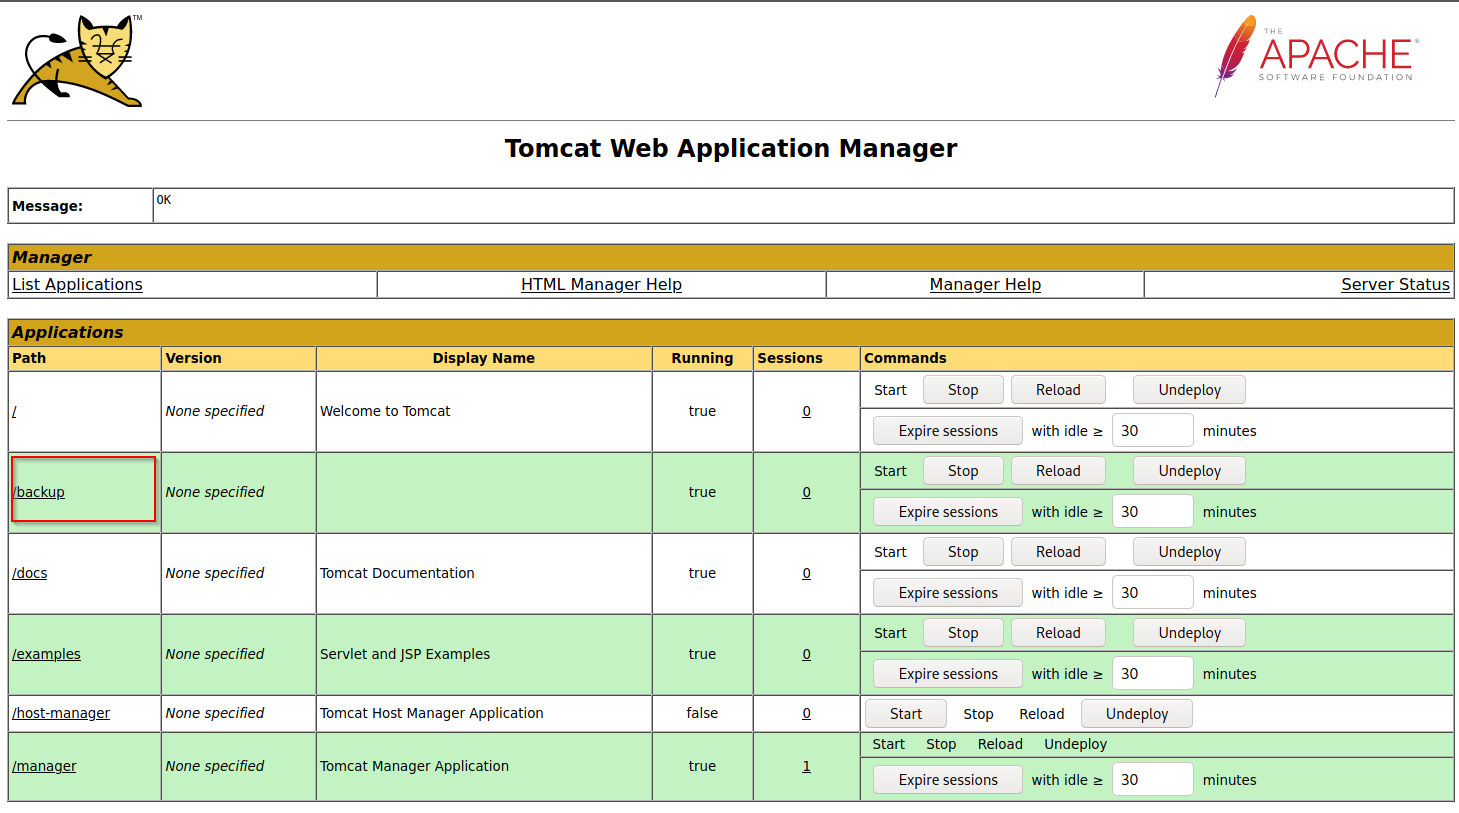 TM
THE
APACHE®
SOFTWARE FOUNDATION
Tomcat Web Application Manager
Message: OK
Manager
List Applications HTML Manager Help Manager Help Server Status
Applications
Path Version Display Name Running Sessions Commands
/ None specified Welcome to Tomcat true 0 Start Stop Reload Undeploy
Expire sessions with idle ≥ 30 minutes
/backup None specified true 0 Start Stop Reload Undeploy
Expire sessions with idle ≥ 30 minutes
/docs None specified Tomcat Documentation true 0 Start Stop Reload Undeploy
Expire sessions with idle ≥ 30 minutes
/examples None specified Servlet and JSP Examples true 0 Start Stop Reload Undeploy
Expire sessions with idle ≥ 30 minutes
/host-manager None specified Tomcat Host Manager Application false 0 Start Stop Reload Undeploy
/manager None specified Tomcat Manager Application true 1 Start Stop Reload Undeploy
Expire sessions with idle ≥ 30 minutes